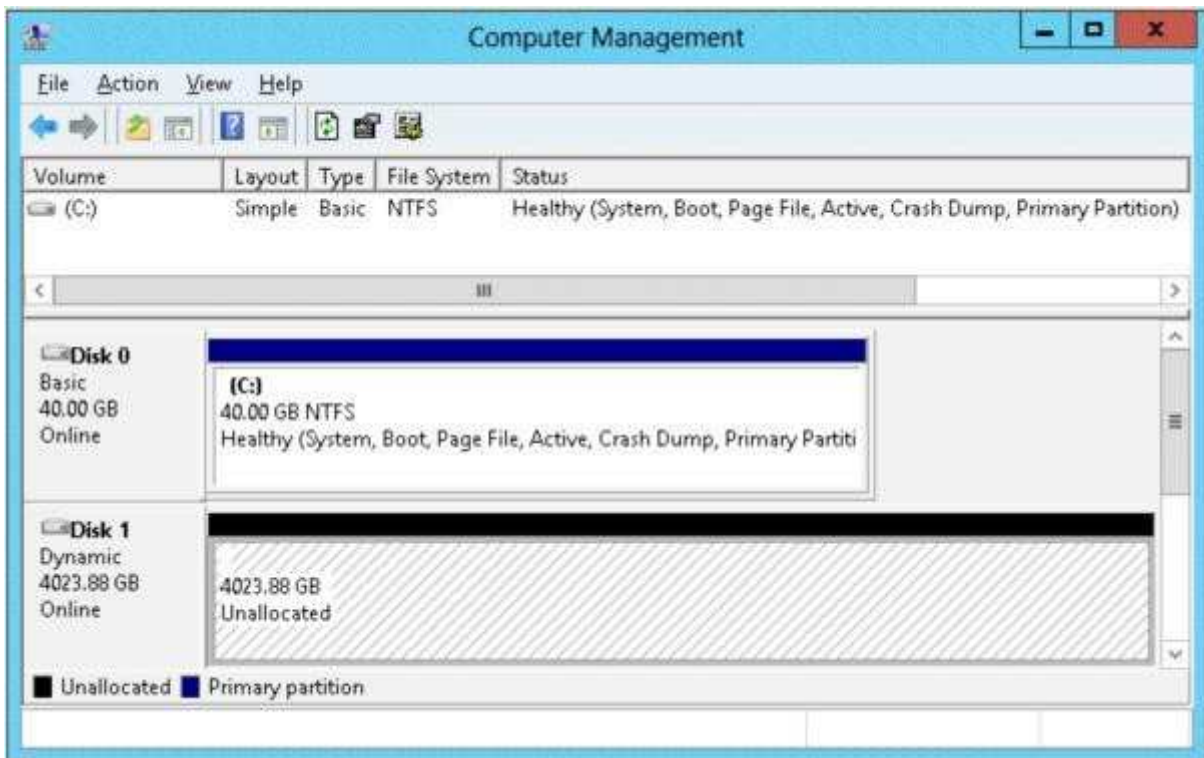 Computer Management
File Action View Help
Volume Layout Type File System Status
(C:) Simple Basic NTFS Healthy (System, Boot, Page File, Active, Crash Dump, Primary Partition)
Disk 0
Basic
40.00 GB
Online
(C:)
40.00 GB NTFS
Healthy (System, Boot, Page File, Active, Crash Dump, Primary Partiti
Disk 1
Dynamic
4023.88 GB
Online
4023.88 GB
Unallocated
Unallocated Primary partition